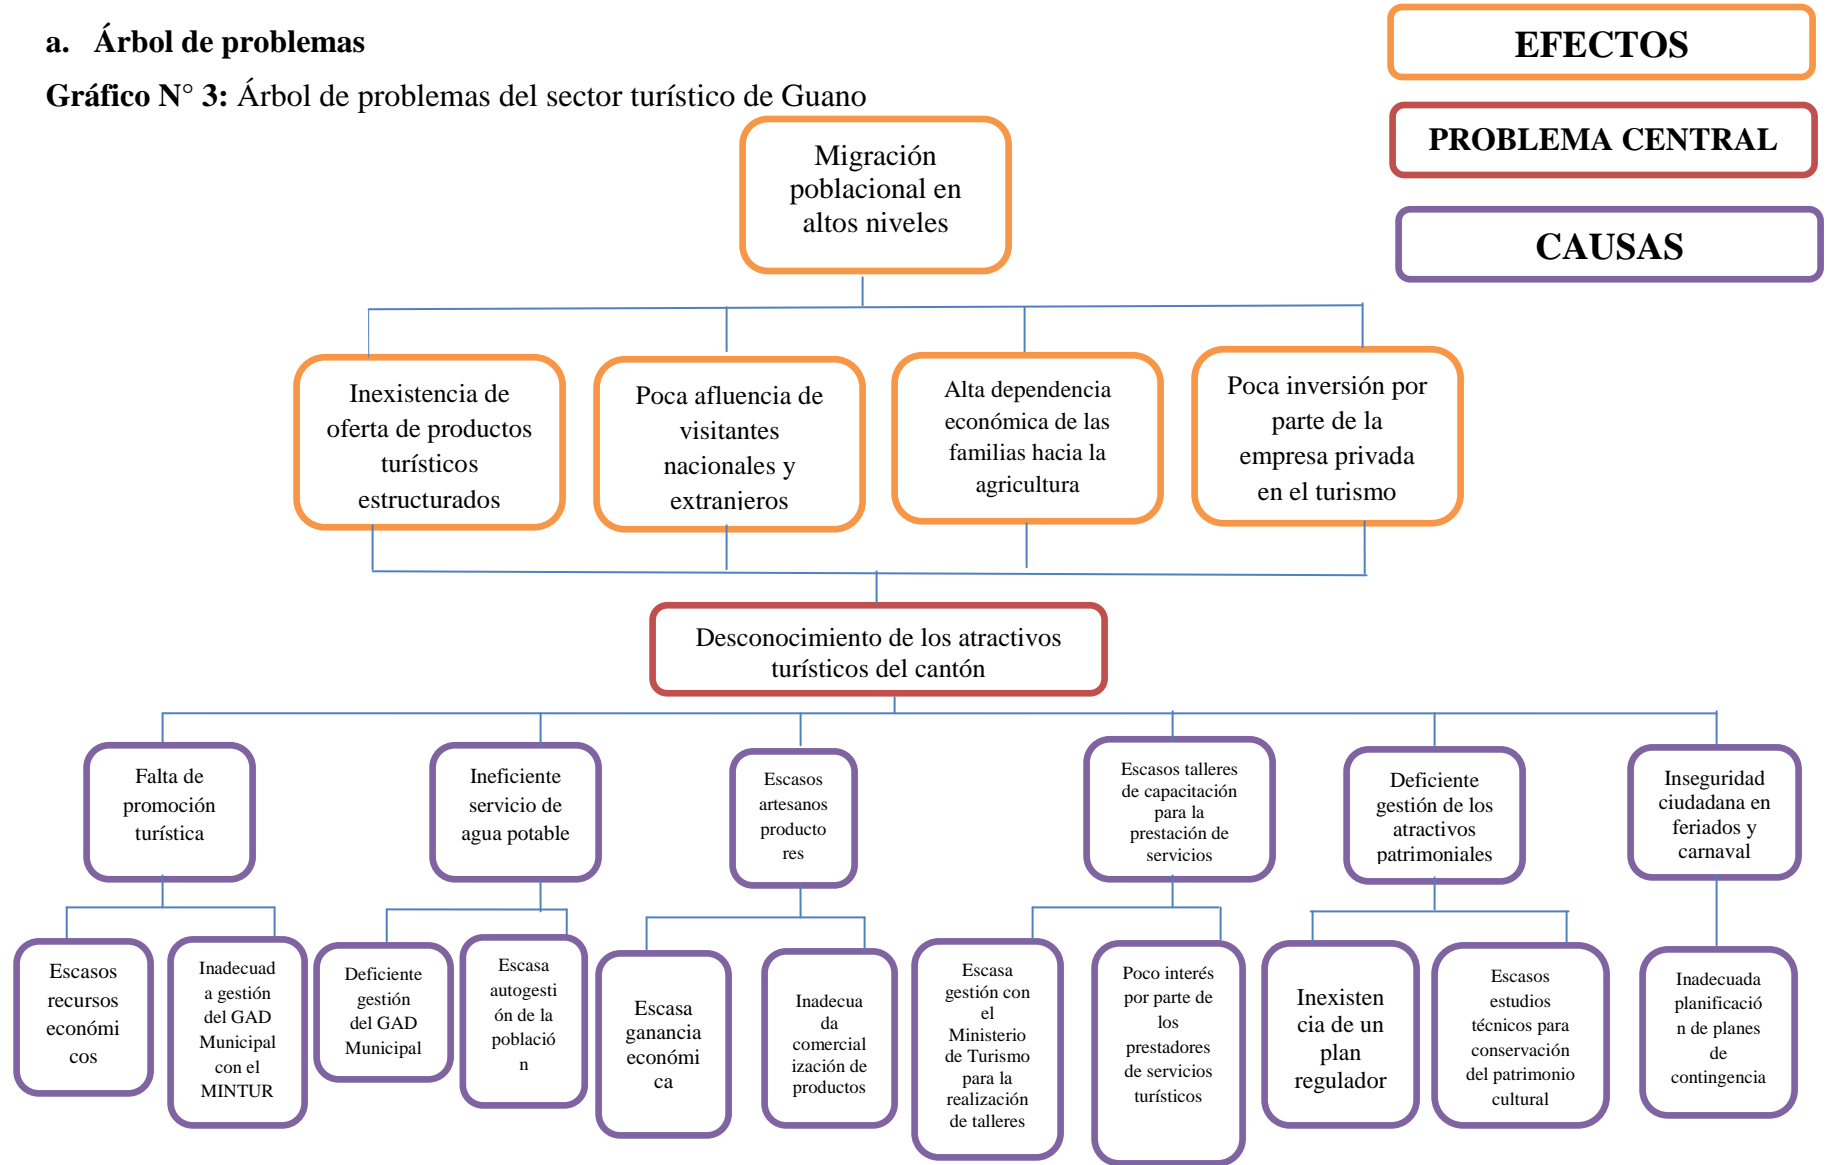 a. Árbol de problemas
Gráfico N° 3: Árbol de problemas del sector turístico de Guano
EFECTOS
PROBLEMA CENTRAL
CAUSAS
Migración
poblacional en
altos niveles
Inexistencia de
oferta de productos
turísticos
estructurados
Poca afluencia de
visitantes
nacionales y
extranjeros
Alta dependencia
económica de las
familias hacia la
agricultura
Poca inversión por
parte de la
empresa privada
en el turismo
Desconocimiento de los atractivos
turísticos del cantón
Falta de
promoción
turística
Ineficiente
servicio de
agua potable
Escasos
artesanos
producto
res
Escasos talleres
de capacitación
para la
prestación de
servicios
Deficiente
gestión de los
atractivos
patrimoniales
Inseguridad
ciudadana en
feriados y
carnaval
Escasos
recursos
económi
cos
Inadecuad
a gestión
del GAD
Municipal
con el
MINTUR
Deficiente
gestión
del GAD
Municipal
Escasa
autogesti
ón de la
població
n
Escasa
ganancia
económi
ca
Inadecua
da
comercial
ización de
productos
Escasa
gestión con
el
Ministerio
de Turismo
para la
realización
de talleres
Poco interés
por parte de
los
prestadores
de servicios
turísticos
Inexisten
cia de un
plan
regulador
Escasos
estudios
técnicos para
conservación
del patrimonio
cultural
Inadecuada
planificació
n de planes
de
contingencia